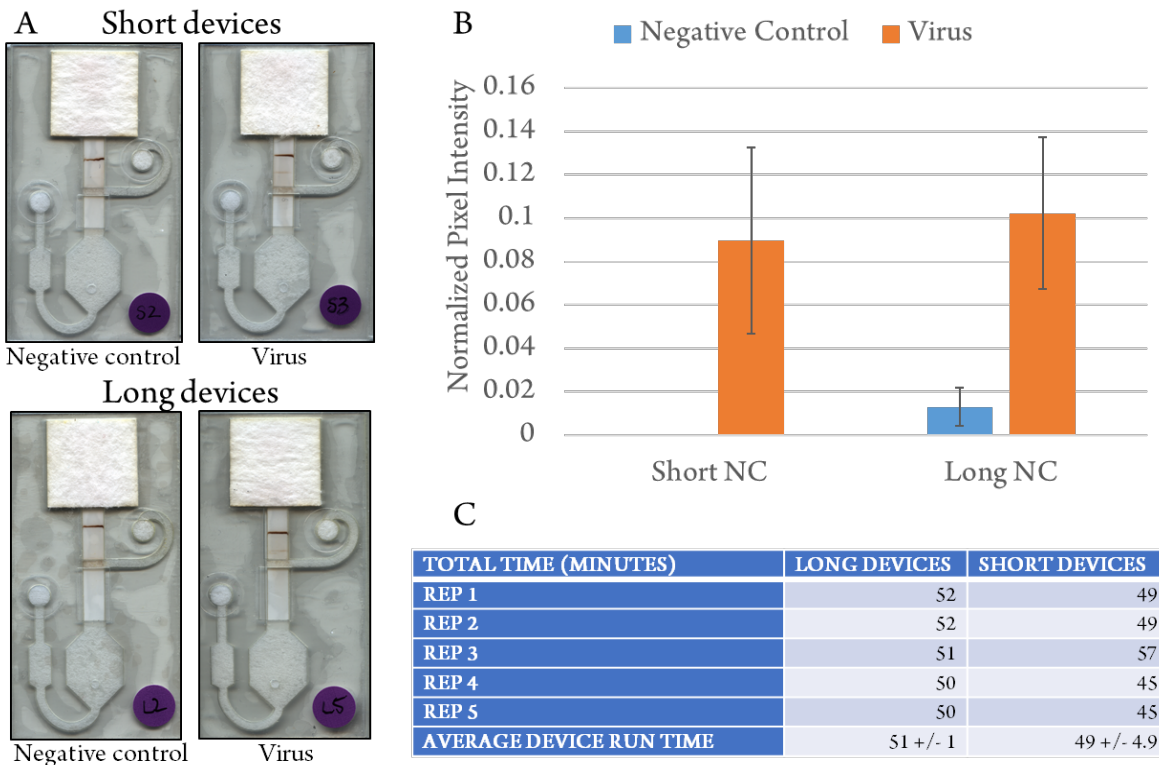 A
Short devices
S2
S3
Negative control
Virus
Long devices
L2
L5
Negative control
Virus
B
Negative Control
Virus
Normalized Pixel Intensity
0.16
0.14
0.12
0.1
0.08
0.06
0.04
0.02
0
Short NC
Long NC
C
TOTAL TIME (MINUTES) LONG DEVICES SHORT DEVICES
REP 1 52 49
REP 2 52 49
REP 3 51 57
REP 4 50 45
REP 5 50 45
AVERAGE DEVICE RUN TIME 51 +/- 1 49 +/- 4.9